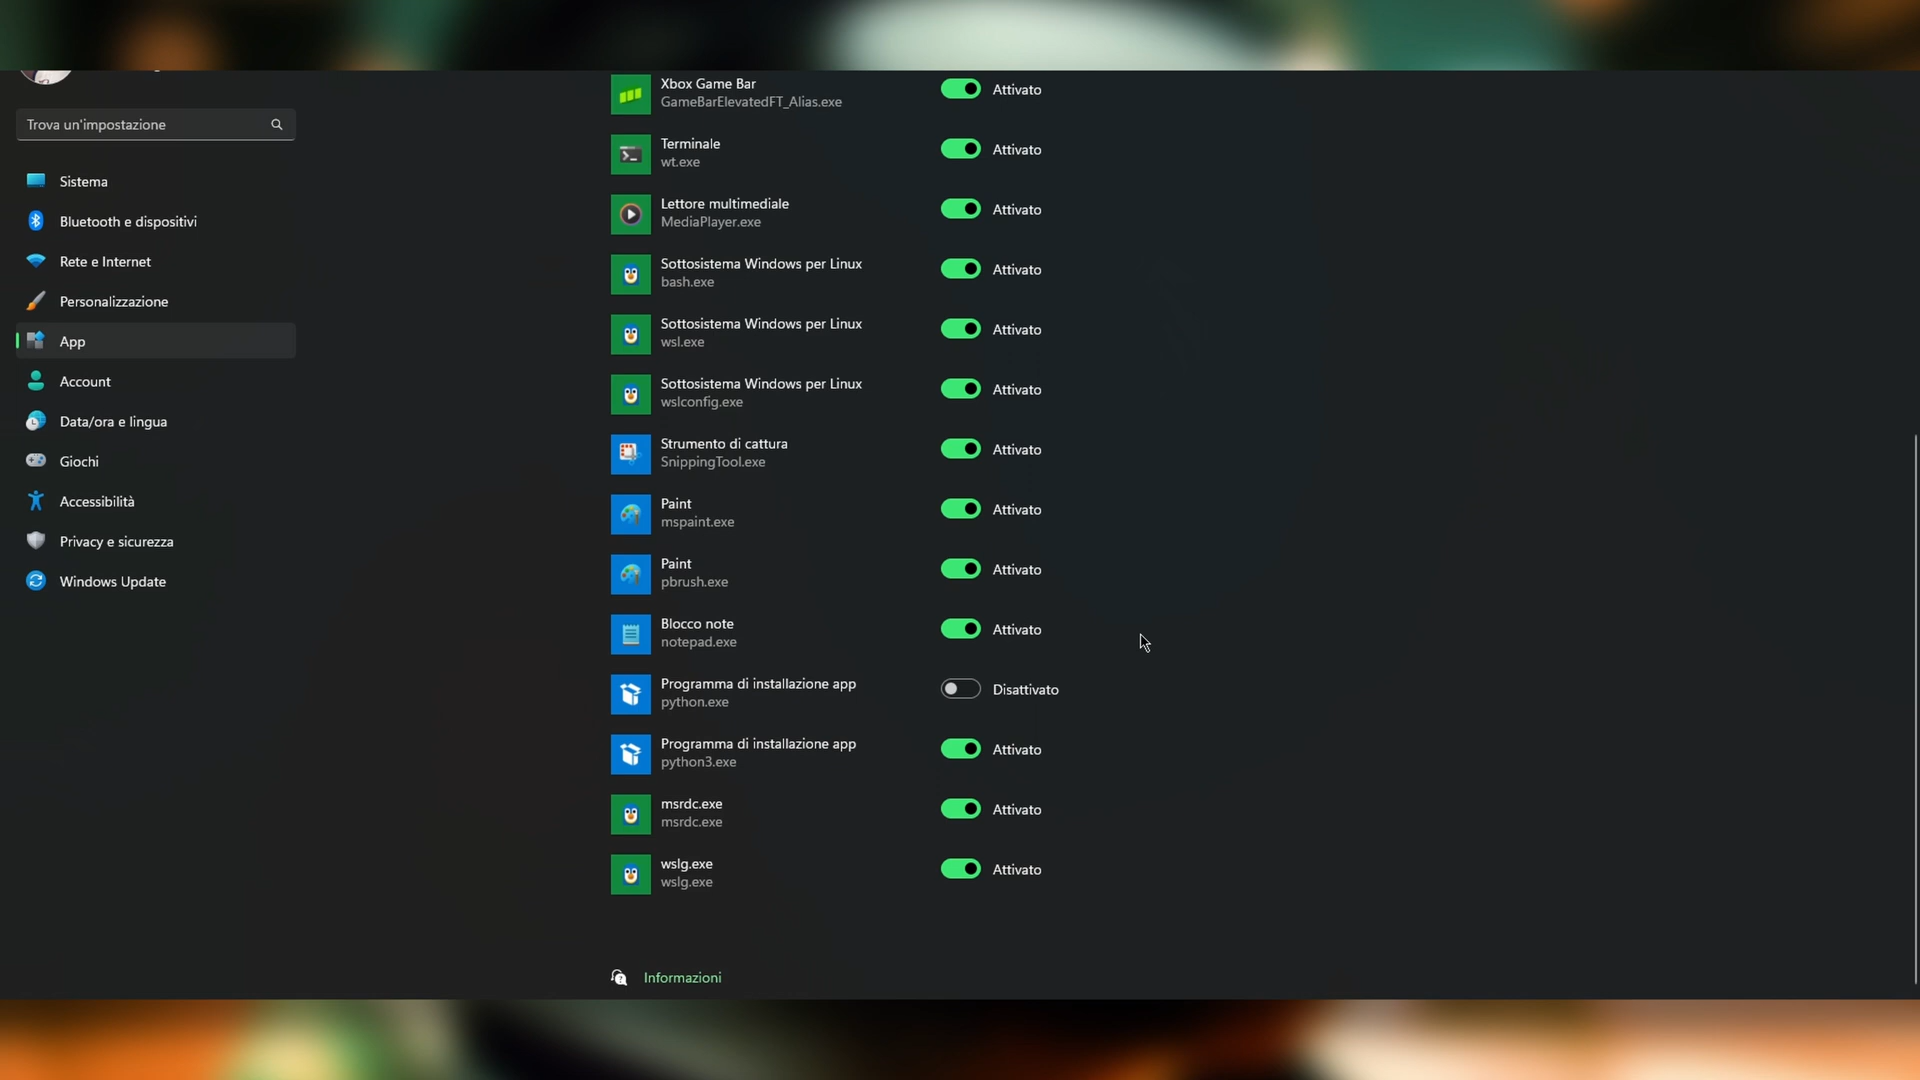 Trova un'impostazione
Sistema
Bluetooth e dispositivi
Rete e Internet
Personalizzazione
App
Account
Data/ora e lingua
Giochi
Accessibilità
Privacy e sicurezza
Windows Update
Xbox Game Bar
GameBarElevatedFT_Alias.exe
Attivato
Terminale
wt.exe
Attivato
Lettore multimediale
MediaPlayer.exe
Attivato
Sottosistema Windows per Linux
bash.exe
Attivato
Sottosistema Windows per Linux
wsl.exe
Attivato
Sottosistema Windows per Linux
wslconfig.exe
Attivato
Strumento di cattura
SnippingTool.exe
Attivato
Paint
mspaint.exe
Attivato
Paint
pbrush.exe
Attivato
Blocco note
notepad.exe
Attivato
Programma di installazione app
python.exe
Disattivato
Programma di installazione app
python3.exe
Attivato
msrdc.exe
msrdc.exe
Attivato
wslg.exe
wslg.exe
Attivato
Informazioni